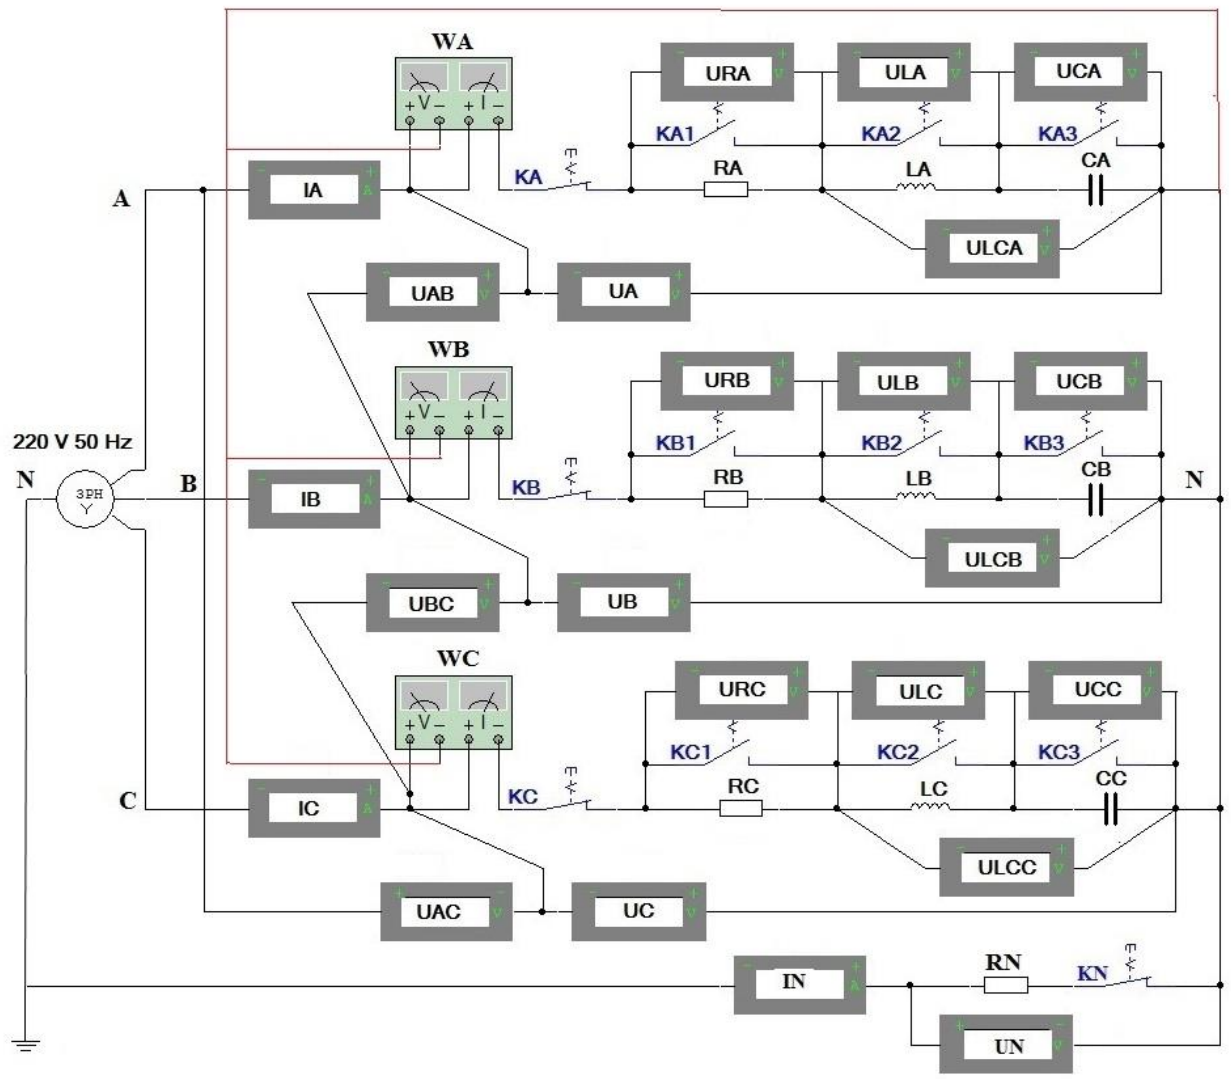 WA
URA
ULA
UCA
+ V − + I −
KA1
KA2
KA3
A
IA
KA
RA
LA
CA
ULCA
UAB
UA
WB
URB
ULB
UCB
+ V − + I −
220 V 50 Hz
KB1
KB2
KB3
N
3PH
Y
B
IB
KB
RB
LB
CB
N
ULCB
UBC
UB
WC
URC
ULC
UCC
+ V − + I −
KC1
KC2
KC3
C
IC
KC
RC
LC
CC
ULCC
UAC
UC
IN
RN
KN
UN